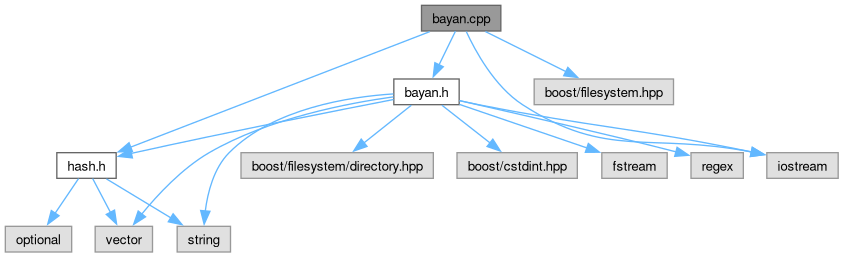 bayan.cpp
bayan.h
boost/filesystem.hpp
hash.h
boost/filesystem/directory.hpp
boost/cstdint.hpp
fstream
regex
iostream
optional
vector
string